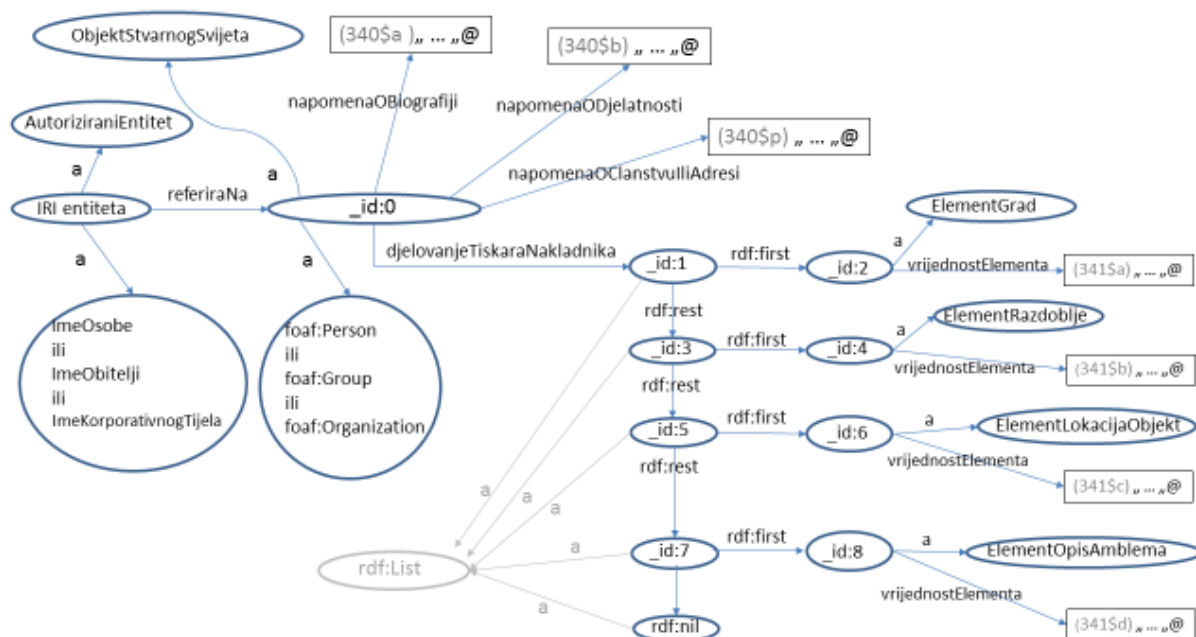 ObjektStvarnogSvijeta
(340$a ) „ ... „@
(340$b) „ ... „@
napomenaOBiografiji
napomenaODjelatnosti
AutoriziraniEntitet
(340$p) „ ... „@
a
referiraNa
a
napomenaOClanstvuIliAdresi
IRI entiteta
_id:0
ElementGrad
a
a
djelovanjeTiskaraNakladnika
rdf:first
a
_id:1
_id:2
vrijednostElementa
(341$a) „ ... „@
ImeOsobe
ili
ImeObitelji
ili
ImeKorporativnogTijela
foaf:Person
ili
foaf:Group
ili
foaf:Organization
rdf:rest
ElementRazdoblje
a
_id:3
rdf:first
_id:4
vrijednostElementa
(341$b) „ ... „@
rdf:rest
rdf:first
a
_id:5
_id:6
ElementLokacijaObjekt
rdf:rest
vrijednostElementa
(341$c) „ ... „@
a
a
a
rdf:first
a
_id:7
_id:8
ElementOpisAmblema
a
rdf:List
vrijednostElementa
a
rdf:nil
(341$d) „ ... „@